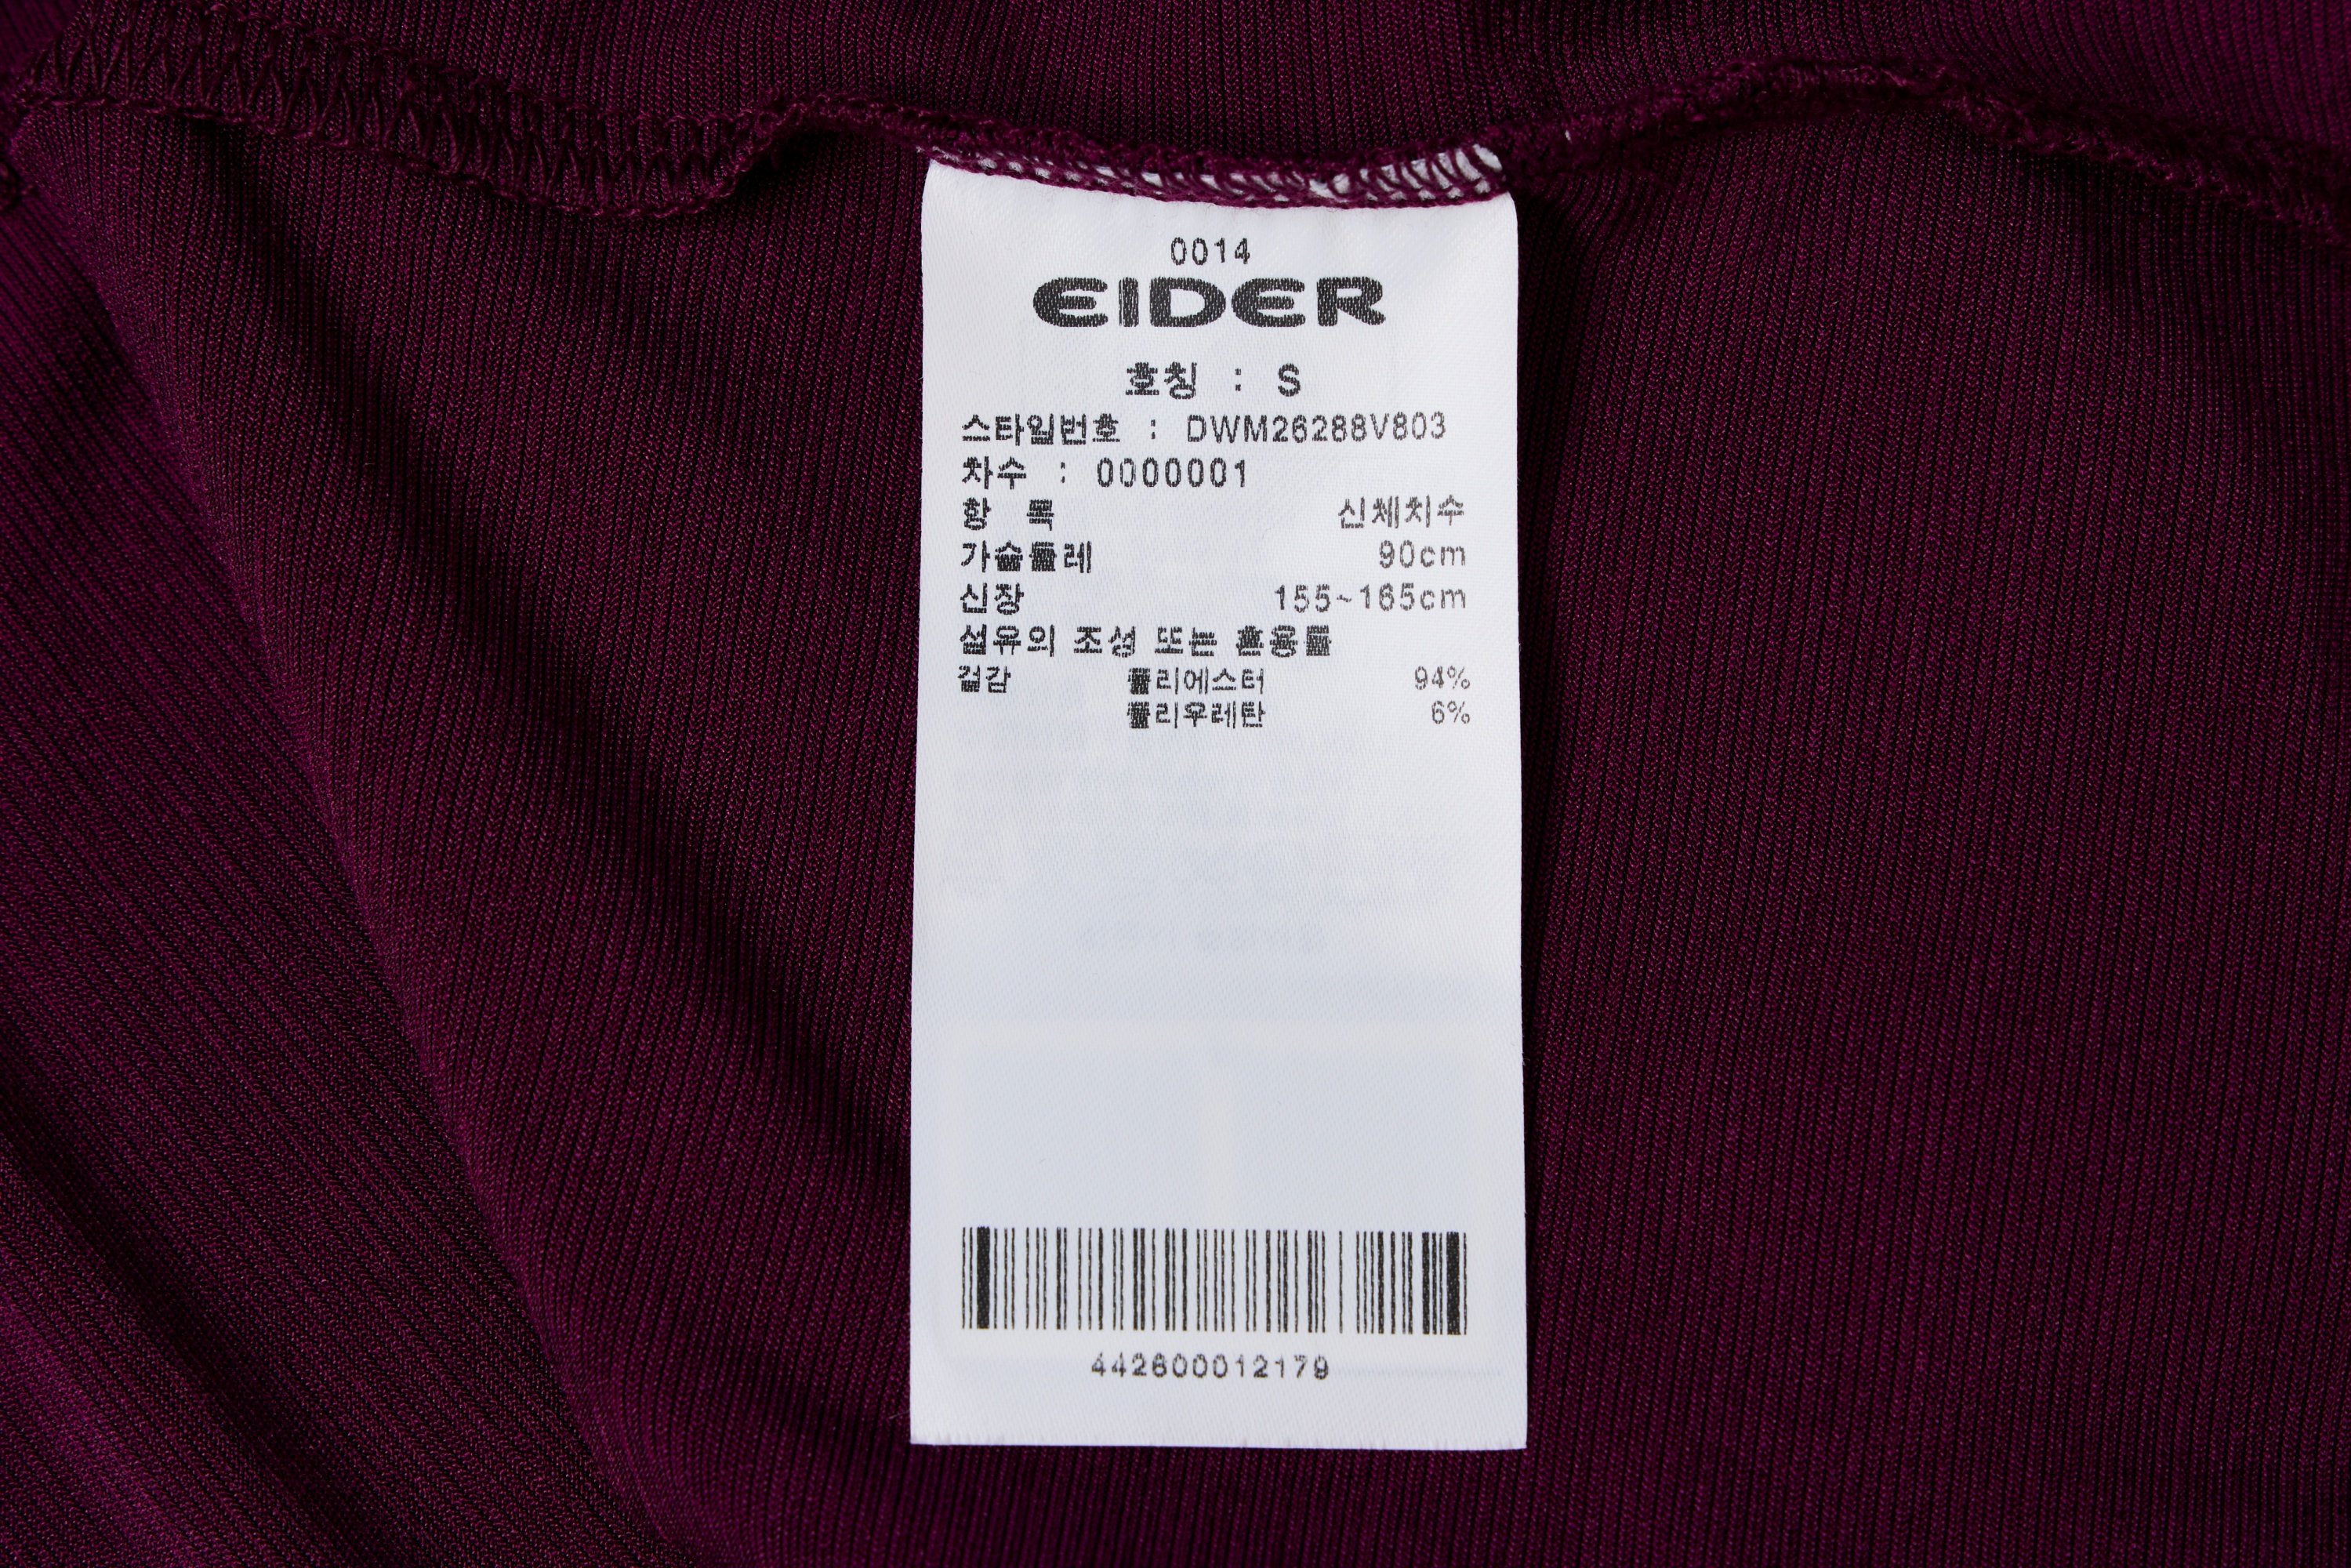 0014
EIDER
호칭 : S
스타일번호 : DWM26288V803
차수 : 0000001
항 목 신체치수
가슴둘레 90cm
신장 155~165cm
섬유의 조성 또는 혼용률
겉감 폴리에스터 94%
폴리우레탄 6%
442600012179